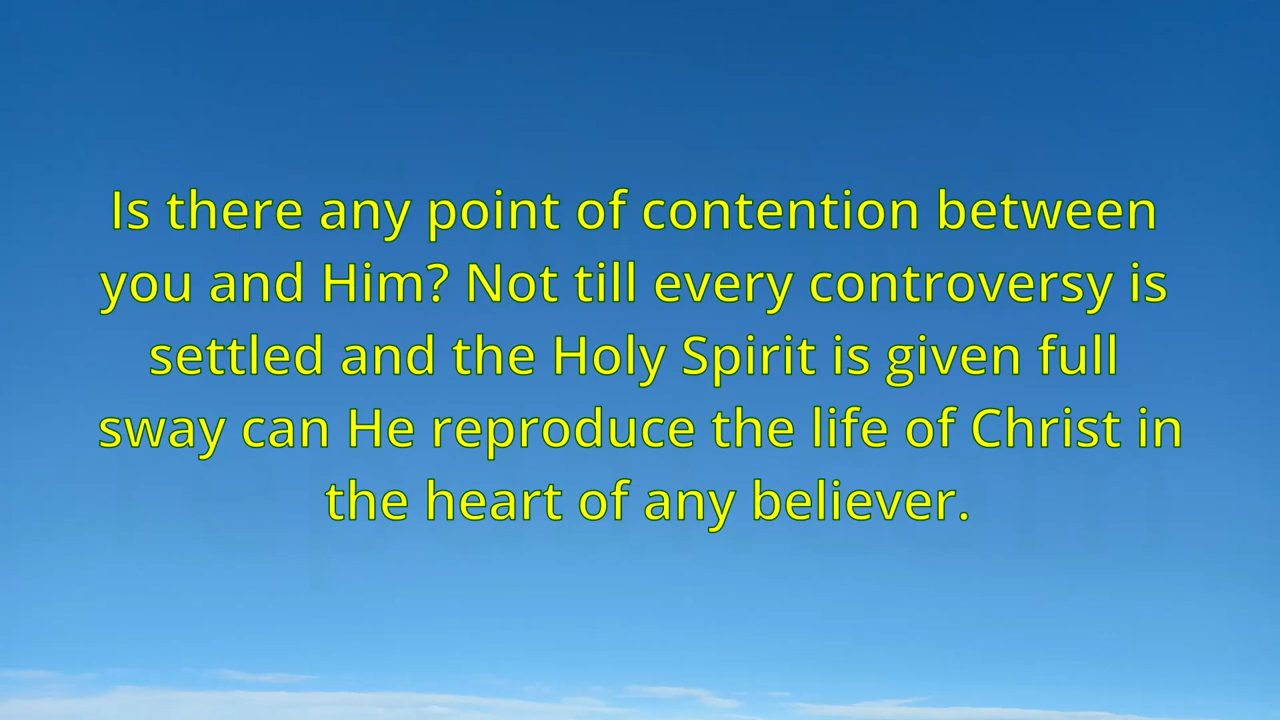 Is there any point of contention between
you and Him? Not till every controversy is
settled and the Holy Spirit is given full
sway can He reproduce the life of Christ in
the heart of any believer.